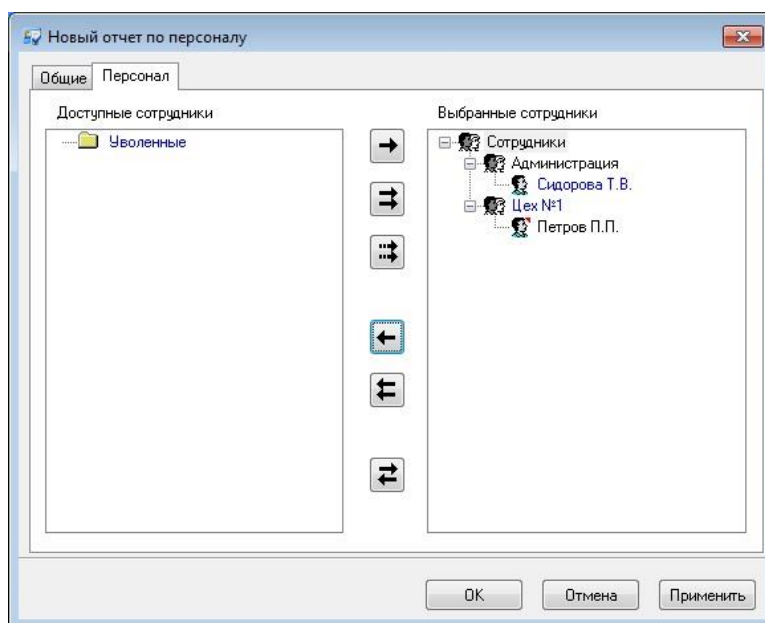 Новый отчет по персоналу
Общие Персонал
Доступные сотрудники
Уволенные
Выбранные сотрудники
Сотрудники
Администрация
Сидорова Т.В.
Цех №1
Петров П.П.
OK Отмена Применить